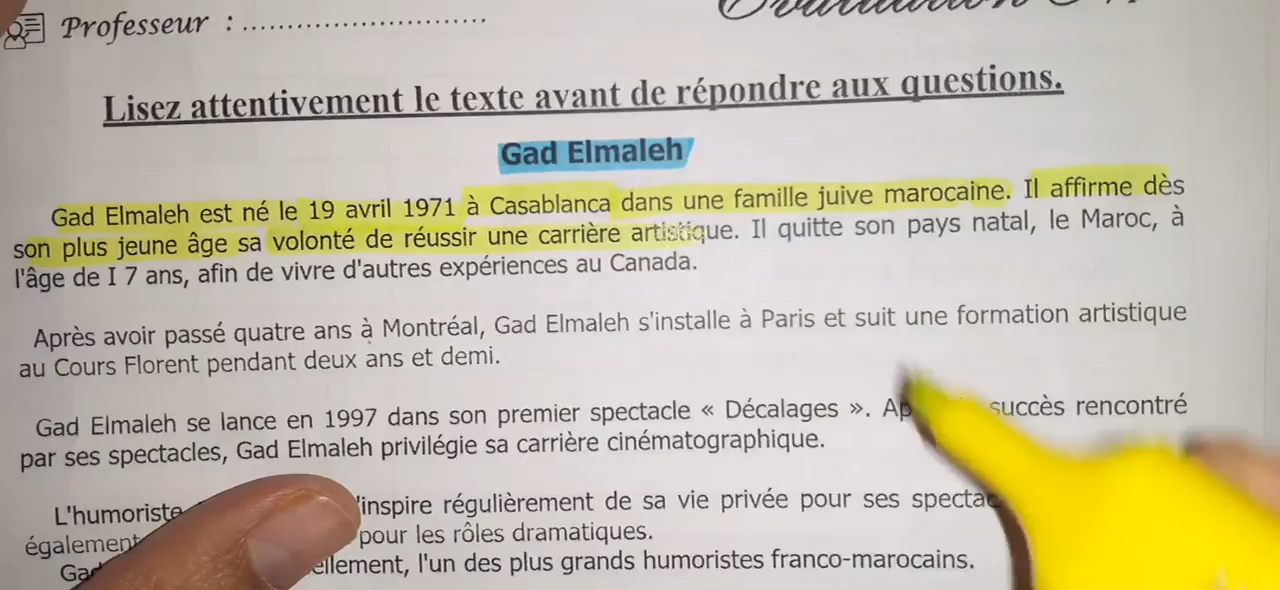 Professeur : ........................................
Lisez attentivement le texte avant de répondre aux questions.
Gad Elmaleh
Gad Elmaleh est né le 19 avril 1971 à Casablanca dans une famille juive marocaine. Il affirme dès
son plus jeune âge sa volonté de réussir une carrière artistique. Il quitte son pays natal, le Maroc, à
l'âge de I 7 ans, afin de vivre d'autres expériences au Canada.
Après avoir passé quatre ans à Montréal, Gad Elmaleh s'installe à Paris et suit une formation artistique
au Cours Florent pendant deux ans et demi.
Gad Elmaleh se lance en 1997 dans son premier spectacle « Décalages ». succès rencontré
par ses spectacles, Gad Elmaleh privilégie sa carrière cinématographique.
L'humoriste 'inspire régulièrement de sa vie privée pour ses
également pour les rôles dramatiques.
l'un des plus grands humoristes franco-marocains.